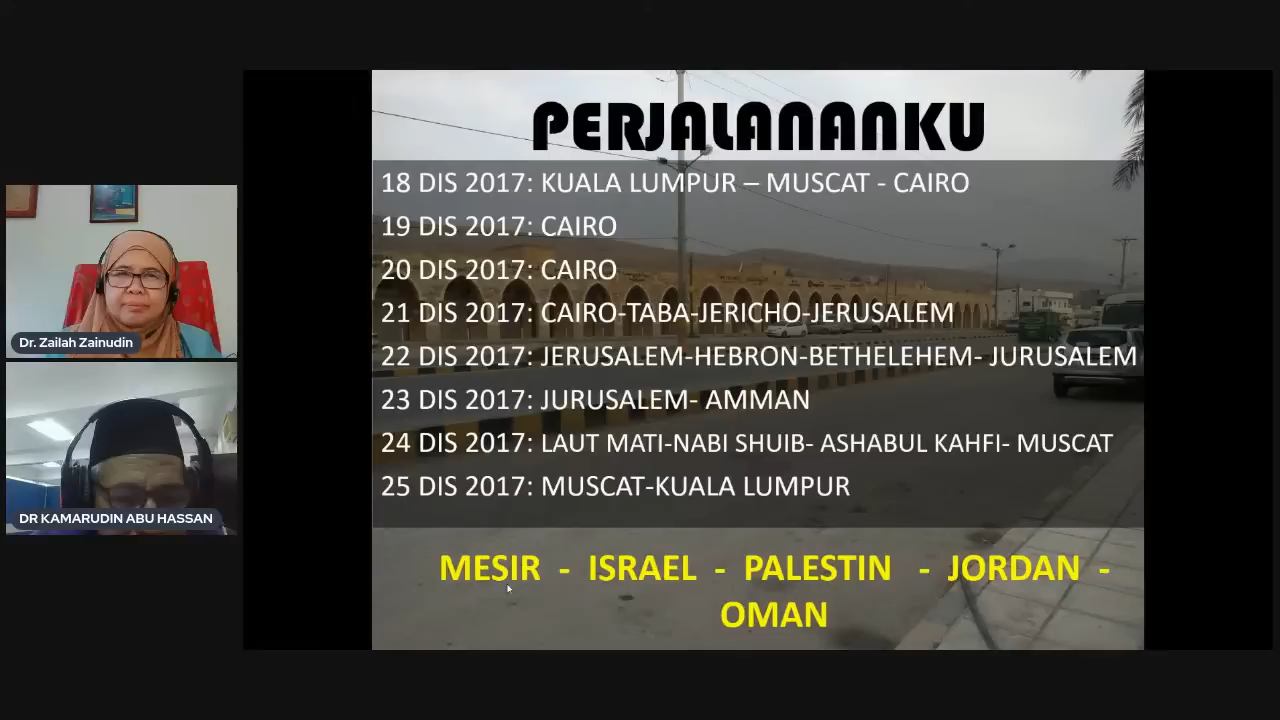 PERJALANANKU
18 DIS 2017: KUALA LUMPUR – MUSCAT - CAIRO
19 DIS 2017: CAIRO
20 DIS 2017: CAIRO
21 DIS 2017: CAIRO-TABA-JERICHO-JERUSALEM
22 DIS 2017: JERUSALEM-HEBRON-BETHELEHEM- JURUSALEM
23 DIS 2017: JURUSALEM- AMMAN
24 DIS 2017: LAUT MATI-NABI SHUIB- ASHABUL KAHFI- MUSCAT
25 DIS 2017: MUSCAT-KUALA LUMPUR
MESIR - ISRAEL - PALESTIN - JORDAN -
OMAN
Dr. Zailah Zainudin
DR KAMARUDIN ABU HASSAN